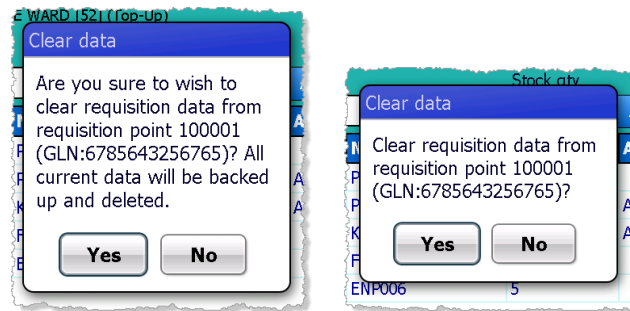 E WARD [52] (Top-Up)
Clear data
Are you sure to wish to
clear requisition data from
requisition point 100001
(GLN:6785643256765)? All
current data will be backed
up and deleted.
Yes No
Stock qty
Clear data
Clear requisition data from
requisition point 100001
(GLN:6785643256765)?
Yes No
ENP006 5